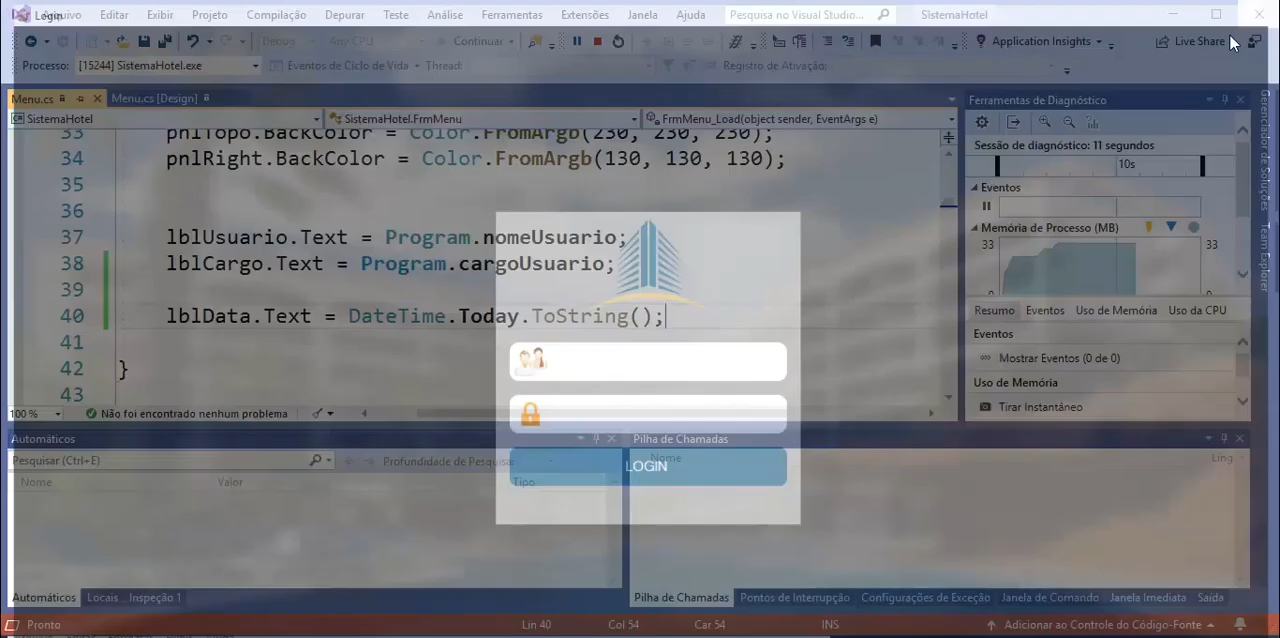 Login
Arquivo Editar Exibir Projeto Compilação Depurar Teste Análise Ferramentas Extensões Janela Ajuda Pesquisa no Visual Studio... SistemaHotel
Debug Any CPU Continuar Application Insights Live Share
Processo: [15244] SistemaHotel.exe Eventos de Ciclo de Vida Thread: Registro de Ativação:
Menu.cs Menu.cs [Design]
SistemaHotel SistemaHotel.FrmMenu FrmMenu_Load(object sender, EventArgs e)
33 pnlTopo.BackColor = Color.FromArgb(230, 230, 230);
34 pnlRight.BackColor = Color.FromArgb(130, 130, 130);
35
36
37 lblUsuario.Text = Program.nomeUsuario;
38 lblCargo.Text = Program.cargoUsuario;
39
40 lblData.Text = DateTime.Today.ToString();
41
42 }
43
100 % Não foi encontrado nenhum problema
Ferramentas de Diagnóstico
Sessão de diagnóstico: 11 segundos
10s
Eventos
Memória de Processo (MB)
33 33
0 0
Resumo Eventos Uso de Memória Uso da CPU
Eventos
Mostrar Eventos (0 de 0)
Uso de Memória
Tirar Instantâneo
Gerenciador de Soluções
Team Explorer
LOGIN
Automáticos
Pesquisar (Ctrl+E) Profundidade de Pesquisa:
Nome Valor Tipo
Automáticos Locais Inspeção 1
Pilha de Chamadas
Nome Ling
Pilha de Chamadas Pontos de Interrupção Configurações de Exceção Janela de Comando Janela Imediata Saída
Pronto Lin 40 Col 54 Car 54 INS Adicionar ao Controle do Código-Fonte